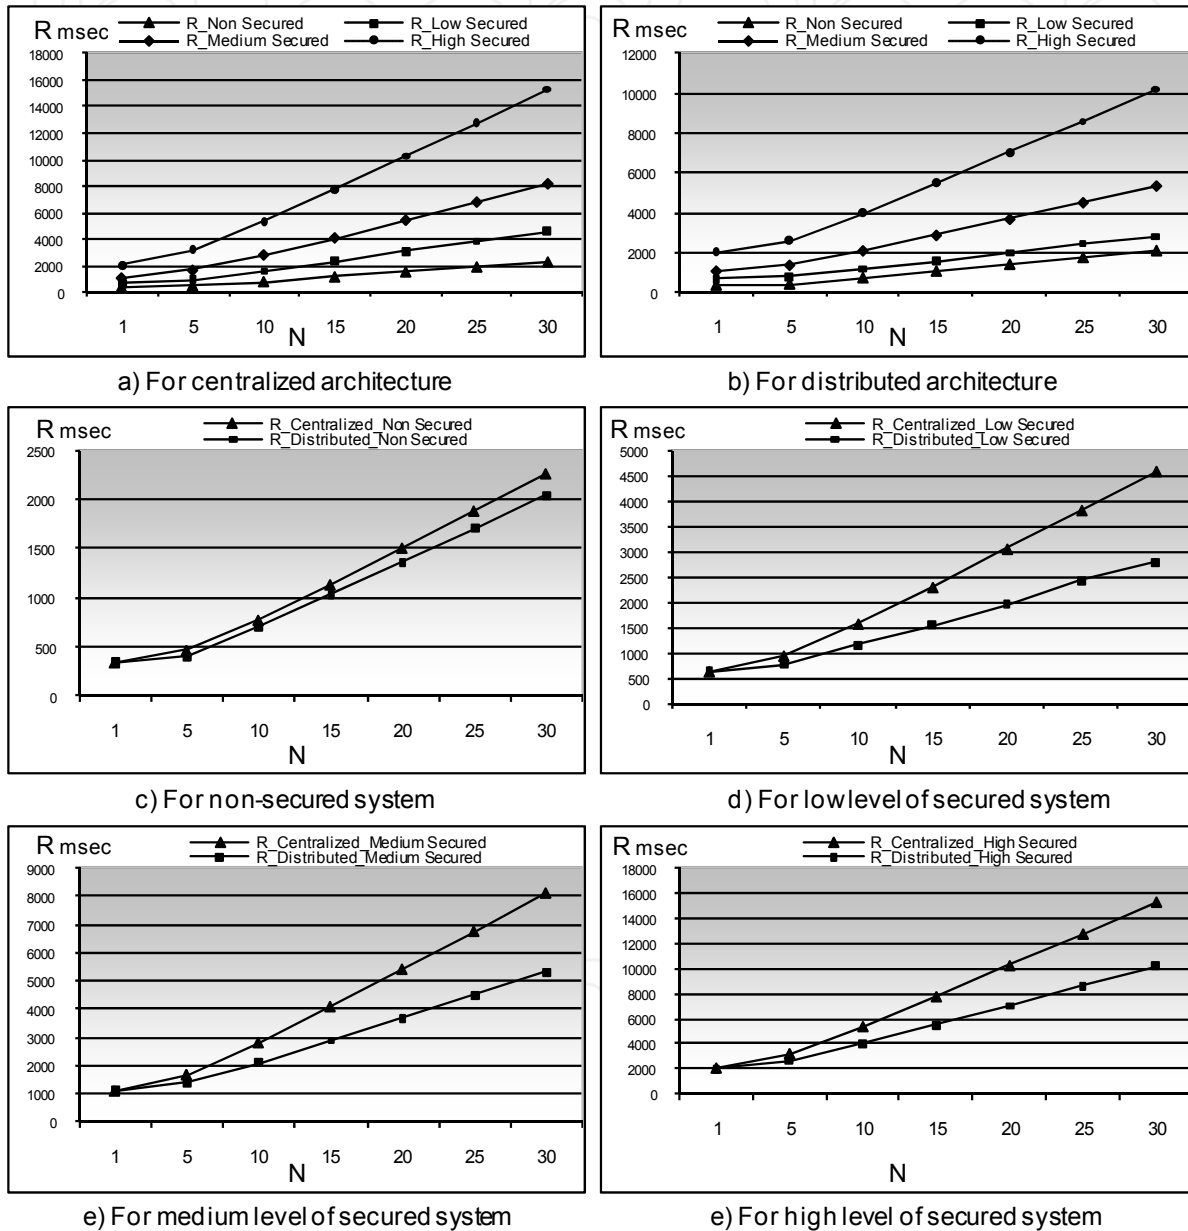 R msec
R_Non Secured R_Low Secured
R_Medium Secured R_High Secured
18000
16000
14000
12000
10000
8000
6000
4000
2000
0
1 5 10 15 20 25 30
N
a) For centralized architecture
R msec
R_Non Secured R_Low Secured
R_Medium Secured R_High Secured
12000
10000
8000
6000
4000
2000
0
1 5 10 15 20 25 30
N
b) For distributed architecture
R msec
R_Centralized_Non Secured
R_Distributed_Non Secured
2500
2000
1500
1000
500
0
1 5 10 15 20 25 30
N
c) For non-secured system
R msec
R_Centralized_Low Secured
R_Distributed_Low Secured
5000
4500
4000
3500
3000
2500
2000
1500
1000
500
0
1 5 10 15 20 25 30
N
d) For low level of secured system
R msec
R_Centralized_Medium Secured
R_Distributed_Medium Secured
9000
8000
7000
6000
5000
4000
3000
2000
1000
0
1 5 10 15 20 25 30
N
e) For medium level of secured system
R msec
R_Centralized_High Secured
R_Distributed_High Secured
18000
16000
14000
12000
10000
8000
6000
4000
2000
0
1 5 10 15 20 25 30
N
e) For high level of secured system